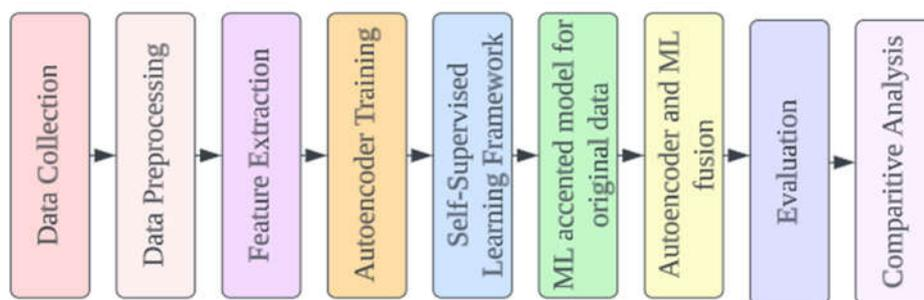 Data Collection
Data Preprocessing
Feature Extraction
Autoencoder Training
Self-Supervised
Learning Framework
ML accented model for
original data
Autoencoder and ML
fusion
Evaluation
Comparitive Analysis